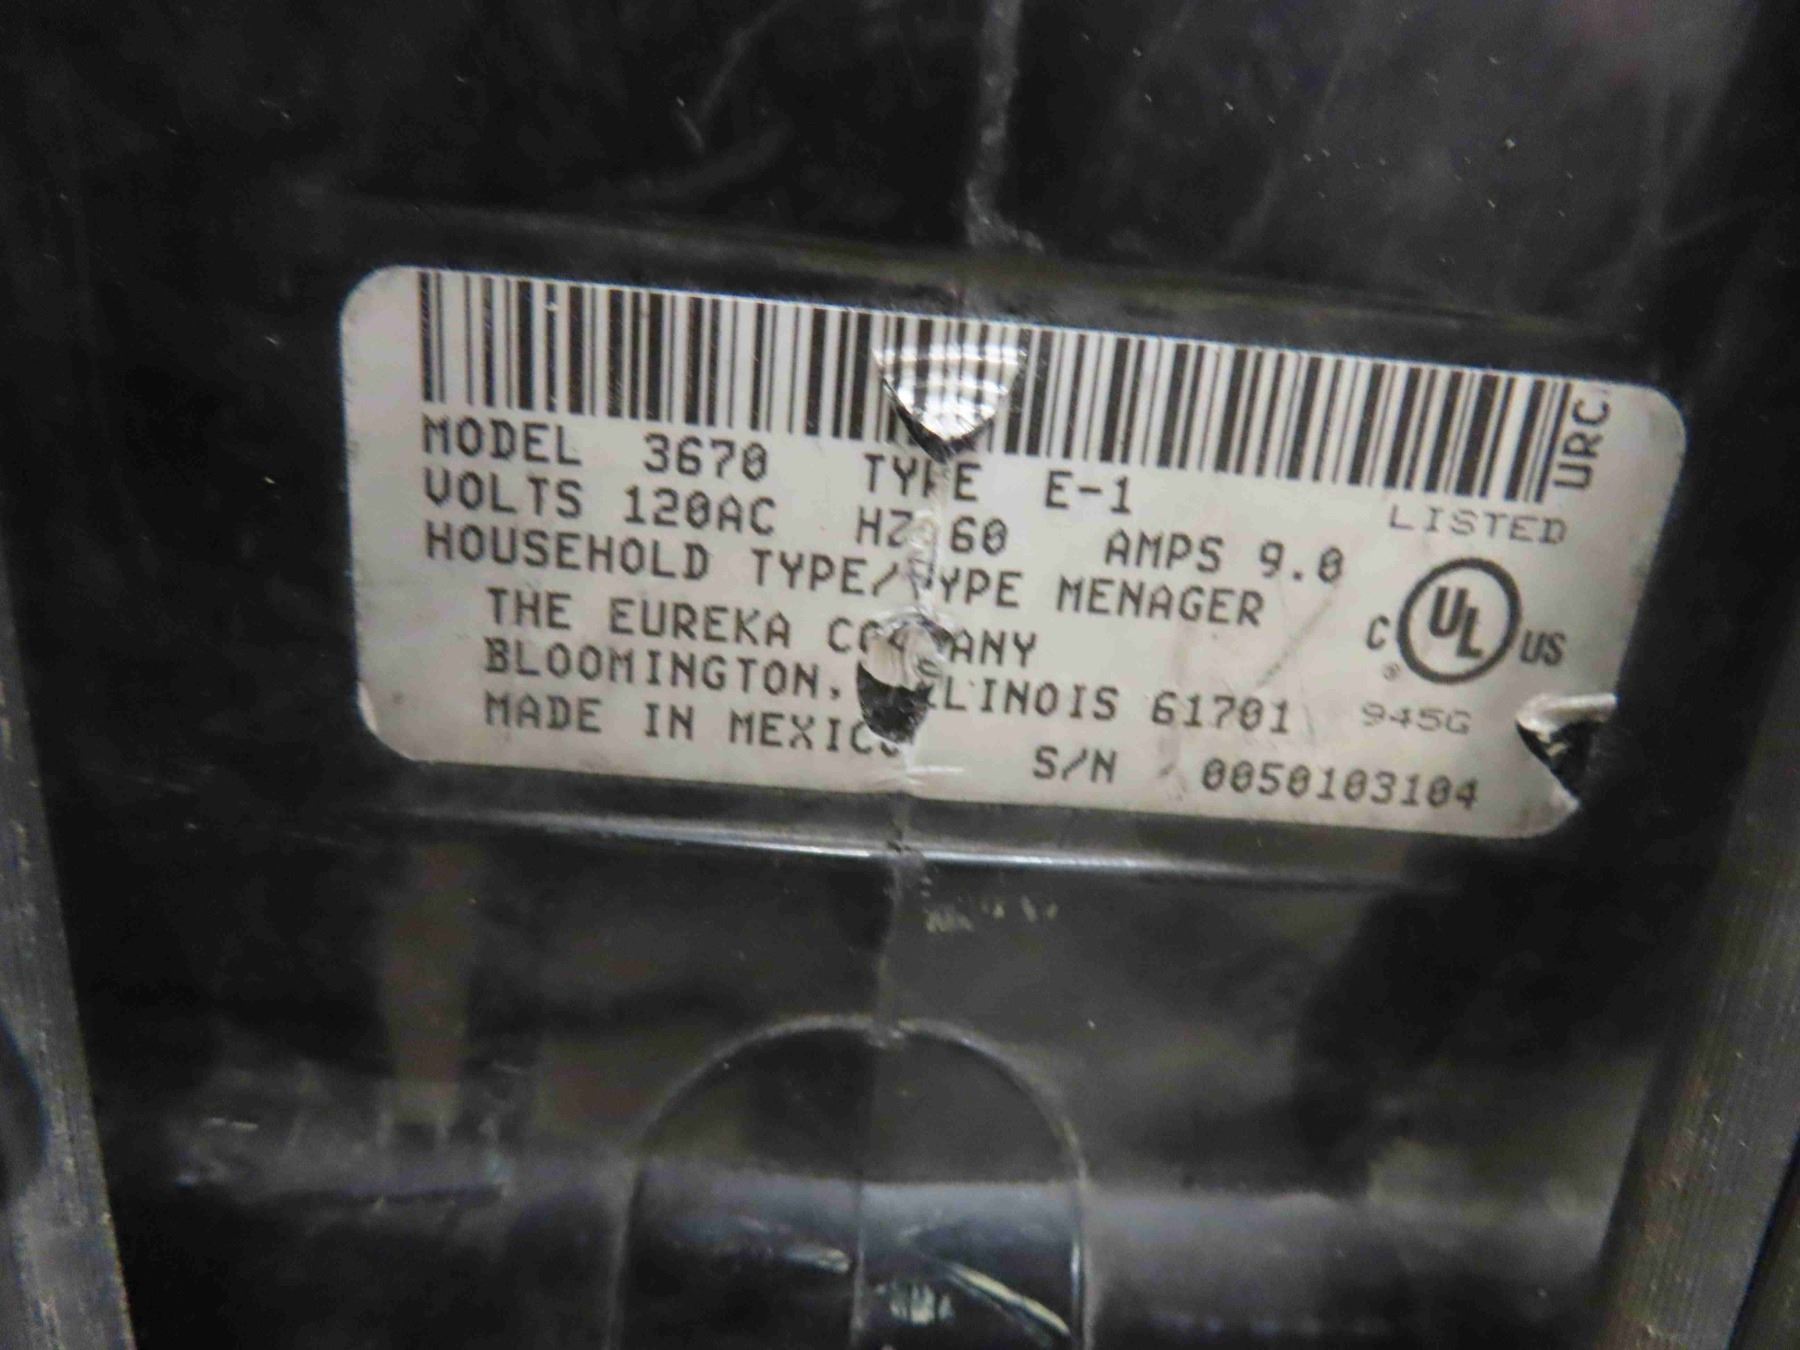 URC.
MODEL 3670 TYPE E-1
VOLTS 120AC HZ 60 AMPS 9.0
HOUSEHOLD TYPE/TYPE MENAGER
THE EUREKA COMPANY
BLOOMINGTON, ILLINOIS 61701
MADE IN MEXICO S/N 0050103104
LISTED
C UL US
®
945G